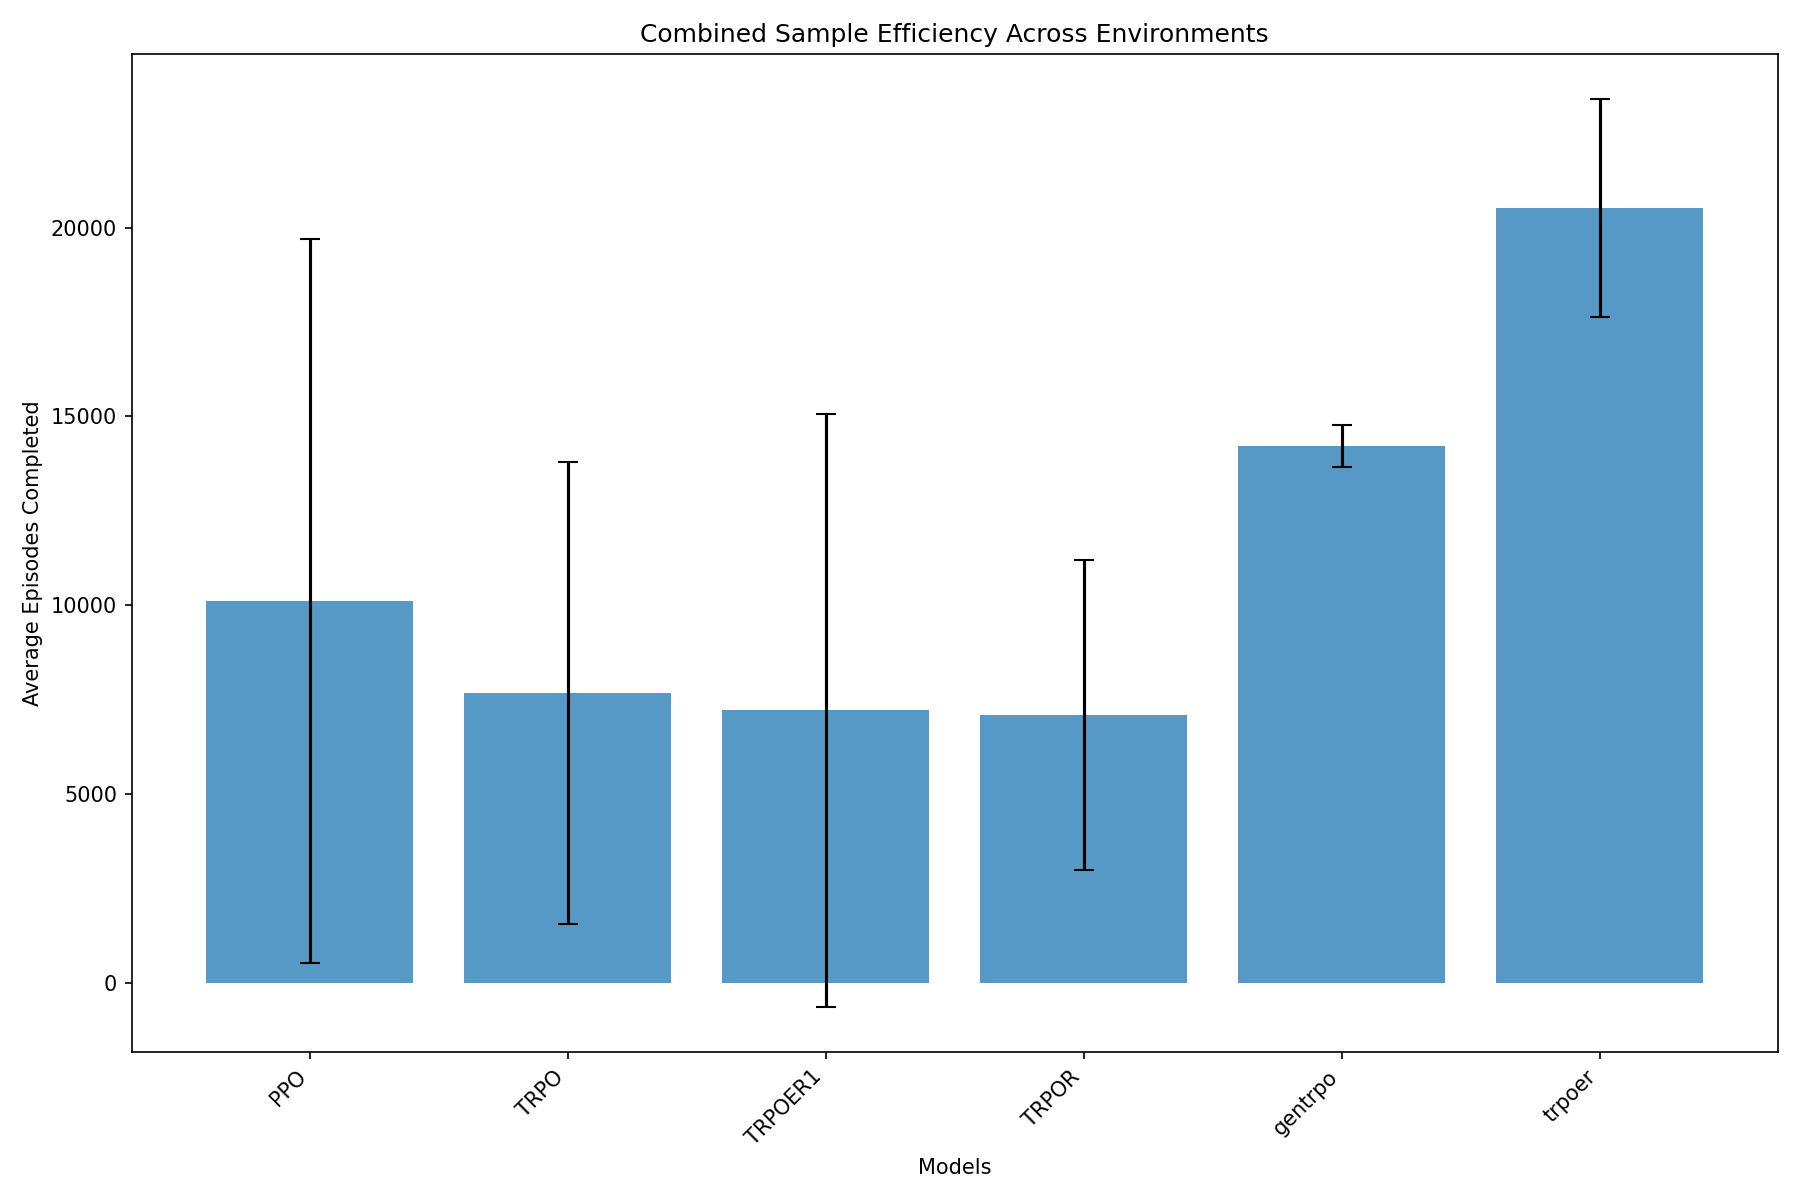 Combined Sample Efficiency Across Environments
Average Episodes Completed
20000
15000
10000
5000
0
PPO
TRPO
TRPOER1
TRPOR
gentrpo
trpoer
Models